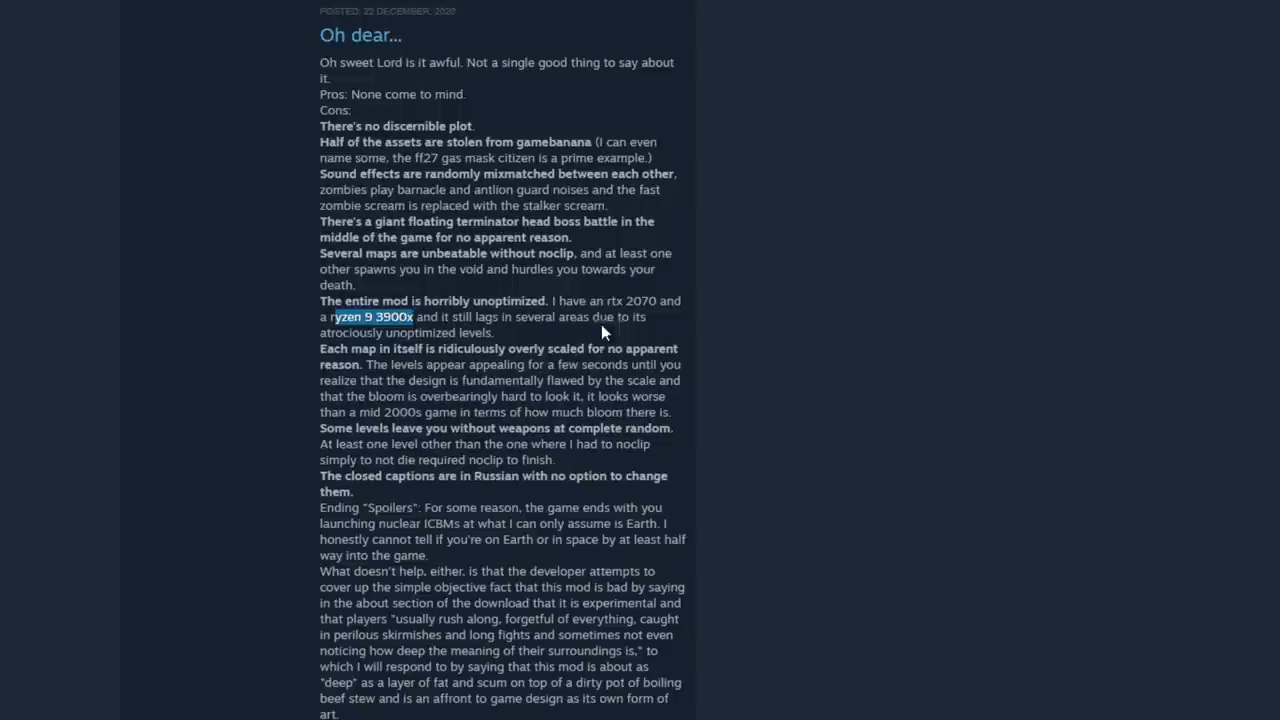 POSTED: 22 DECEMBER, 2020
Oh dear...
Oh sweet Lord is it awful. Not a single good thing to say about
it.
Pros: None come to mind.
Cons:
There's no discernible plot.
Half of the assets are stolen from gamebanana (I can even
name some, the ff27 gas mask citizen is a prime example.)
Sound effects are randomly mixmatched between each other,
zombies play barnacle and antlion guard noises and the fast
zombie scream is replaced with the stalker scream.
There's a giant floating terminator head boss battle in the
middle of the game for no apparent reason.
Several maps are unbeatable without noclip, and at least one
other spawns you in the void and hurdles you towards your
death.
The entire mod is horribly unoptimized. I have an rtx 2070 and
a ryzen 9 3900x and it still lags in several areas due to its
atrociously unoptimized levels.
Each map in itself is ridiculously overly scaled for no apparent
reason. The levels appear appealing for a few seconds until you
realize that the design is fundamentally flawed by the scale and
that the bloom is overbearingly hard to look it, it looks worse
than a mid 2000s game in terms of how much bloom there is.
Some levels leave you without weapons at complete random.
At least one level other than the one where I had to noclip
simply to not die required noclip to finish.
The closed captions are in Russian with no option to change
them.
Ending "Spoilers": For some reason, the game ends with you
launching nuclear ICBMs at what I can only assume is Earth. I
honestly cannot tell if you're on Earth or in space by at least half
way into the game.
What doesn't help, either, is that the developer attempts to
cover up the simple objective fact that this mod is bad by saying
in the about section of the download that it is experimental and
that players "usually rush along, forgetful of everything, caught
in perilous skirmishes and long fights and sometimes not even
noticing how deep the meaning of their surroundings is," to
which I will respond to by saying that this mod is about as
"deep" as a layer of fat and scum on top of a dirty pot of boiling
beef stew and is an affront to game design as its own form of
art.